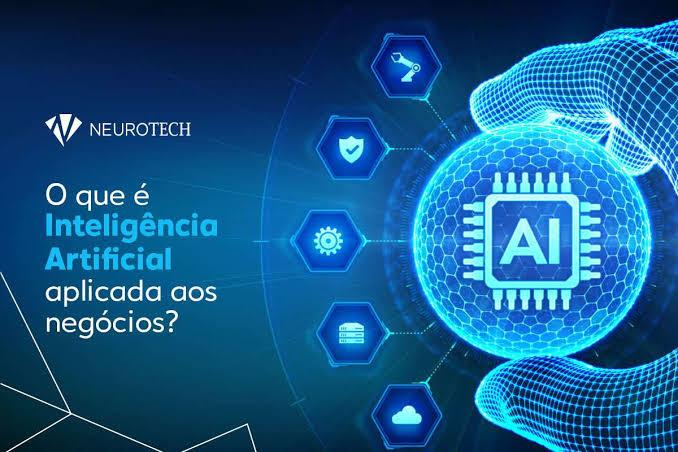 NEUROTECH
O que é
Inteligência
Artificial
aplicada aos
negócios?
AI